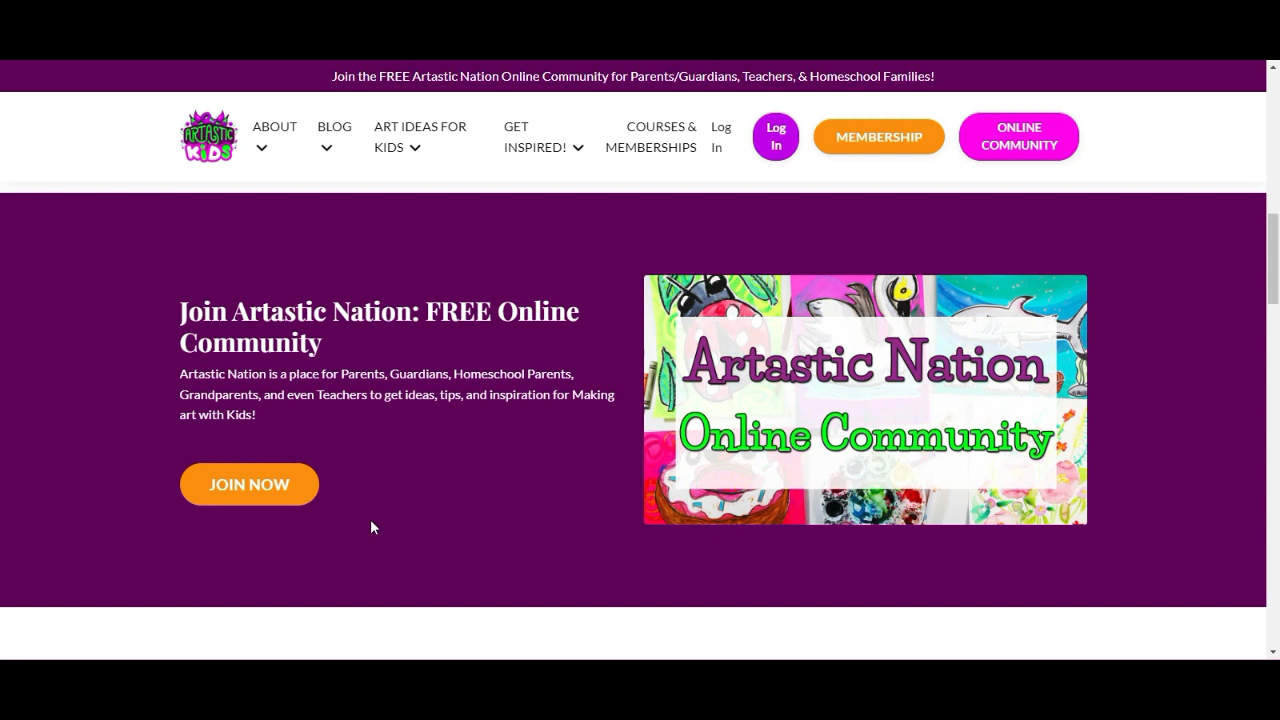 Join the FREE Artastic Nation Online Community for Parents/Guardians, Teachers, & Homeschool Families!
ARTASTIC
KIDS
ABOUT
BLOG
ART IDEAS FOR
KIDS
GET
INSPIRED!
COURSES &
MEMBERSHIPS
Log
In
Log
In
MEMBERSHIP
ONLINE
COMMUNITY
Join Artastic Nation: FREE Online
Community
Artastic Nation is a place for Parents, Guardians, Homeschool Parents,
Grandparents, and even Teachers to get ideas, tips, and inspiration for Making
art with Kids!
JOIN NOW
Artastic Nation
Online Community